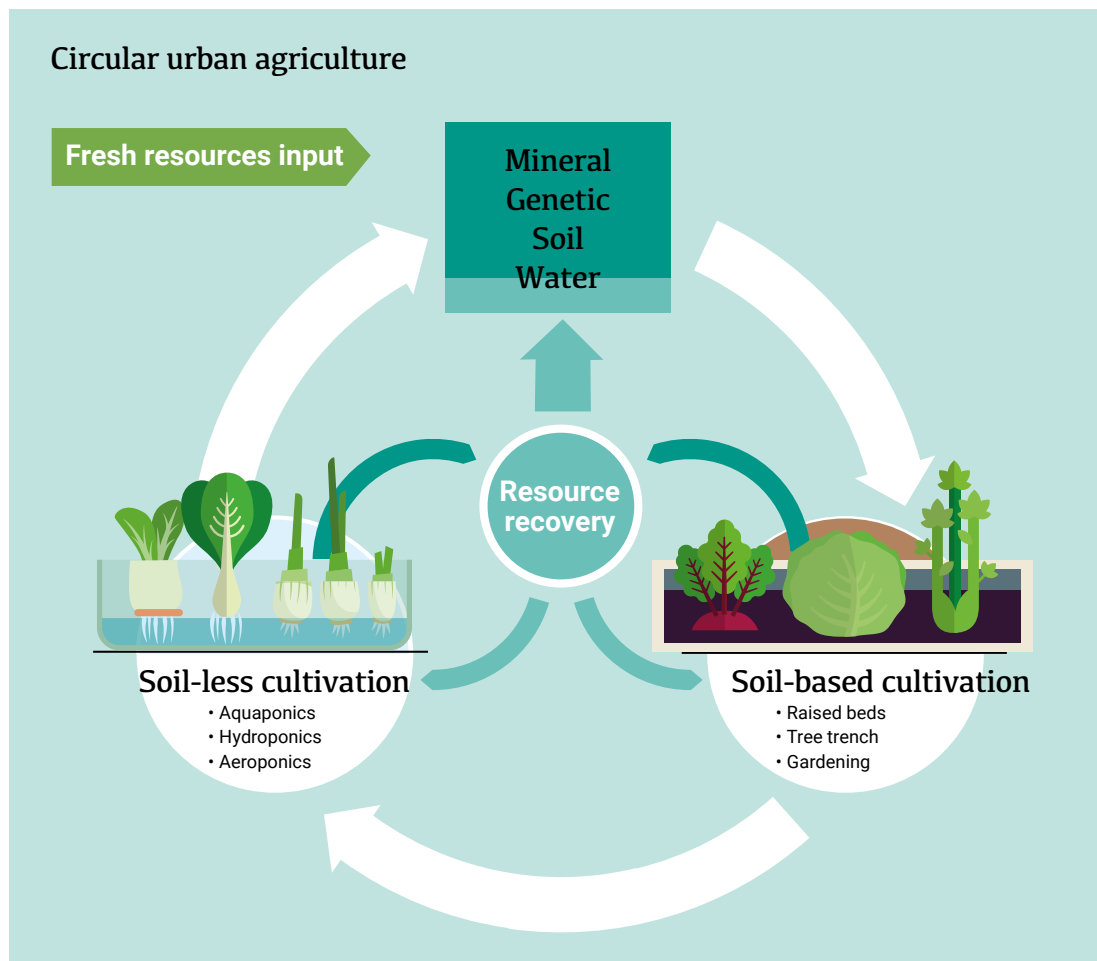 Circular urban agriculture
Fresh resources input
Mineral
Genetic
Soil
Water
Resource
recovery
Soil-less cultivation
• Aquaponics
• Hydroponics
• Aeroponics
Soil-based cultivation
• Raised beds
• Tree trench
• Gardening